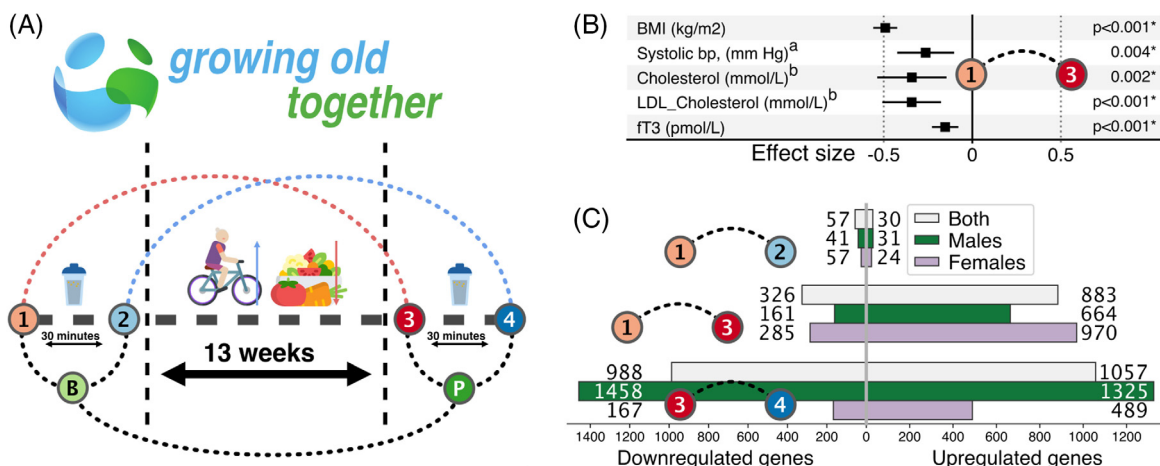 (A)
growing old
together
1
2
3
4
30 minutes
30 minutes
13 weeks
B
P
(B)
BMI (kg/m2)
p<0.001*
Systolic bp, (mm Hg)a
0.004*
Cholesterol (mmol/L)b
1
3
0.002*
LDL_Cholesterol (mmol/L)b
p<0.001*
fT3 (pmol/L)
p<0.001*
Effect size
-0.5
0
0.5
(C)
57
30
41
31
57
24
Both
Males
Females
1
2
326
883
161
664
285
970
1
3
988
1057
1458
1325
167
489
3
4
1400 1200 1000 800 600 400 200 0 200 400 600 800 1000 1200
Downregulated genes
Upregulated genes